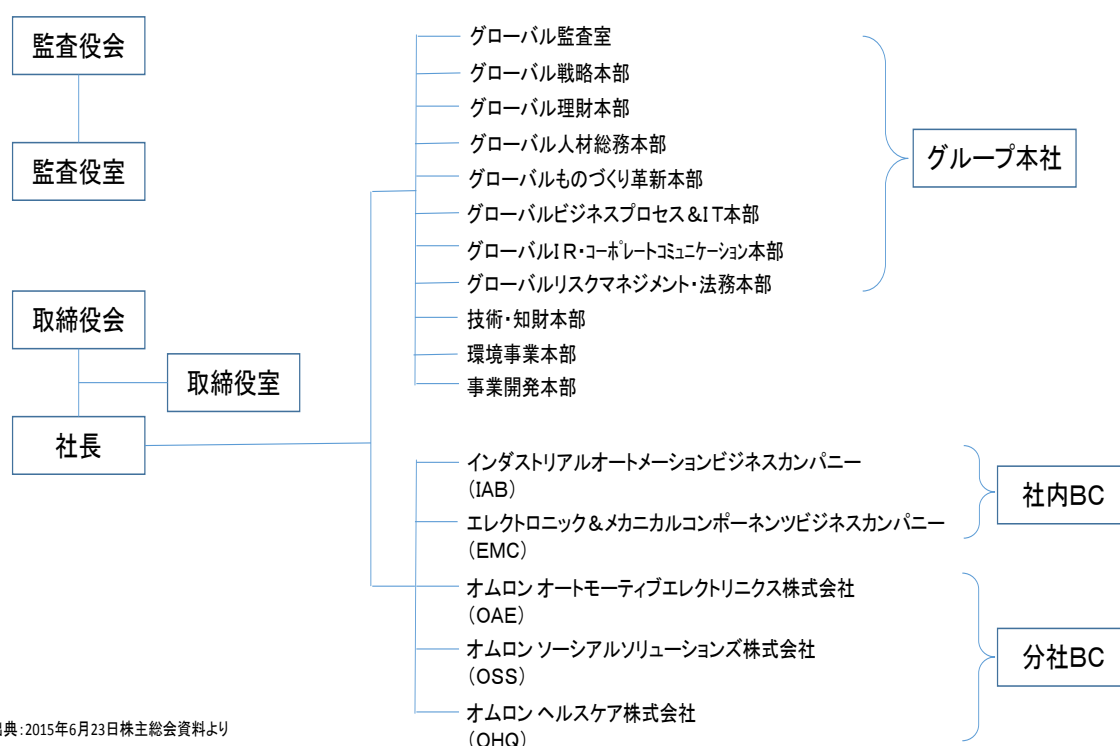 監査役会
監査役室
取締役会
取締役室
社長
グローバル監査室
グローバル戦略本部
グローバル理財本部
グローバル人材総務本部
グローバルものづくり革新本部
グローバルビジネスプロセス&IT本部
グローバルIR・コーポレートコミュニケーション本部
グローバルリスクマネジメント・法務本部
技術・知財本部
環境事業本部
事業開発本部
グループ本社
インダストリアルオートメーションビジネスカンパニー
(IAB)
エレクトロニック&メカニカルコンポーネンツビジネスカンパニー
(EMC)
社内BC
オムロン オートモーティブエレクトリニクス株式会社
(OAE)
オムロン ソーシアルソリューションズ株式会社
(OSS)
オムロン ヘルスケア株式会社
(OHQ)
分社BC
出典:2015年6月23日株主総会資料より